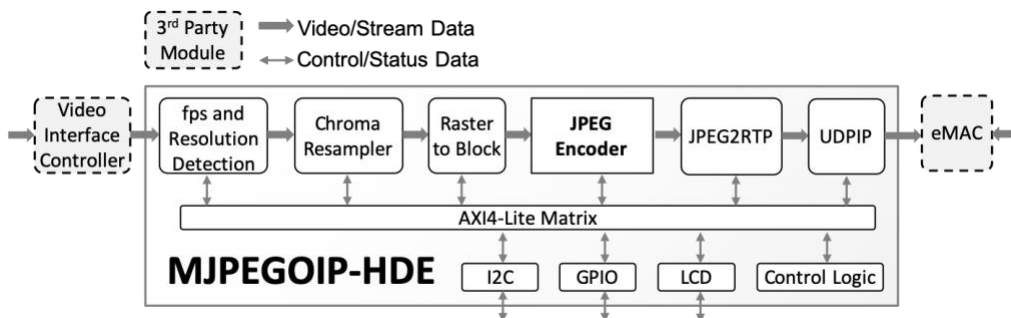 3rd Party
Module
Video/Stream Data
Control/Status Data
Video
Interface
Controller
fps and
Resolution
Detection
Chroma
Resampler
Raster
to Block
JPEG
Encoder
JPEG2RTP
UDPIP
eMAC
AXI4-Lite Matrix
MJPEGOIP-HDE
I2C
GPIO
LCD
Control Logic